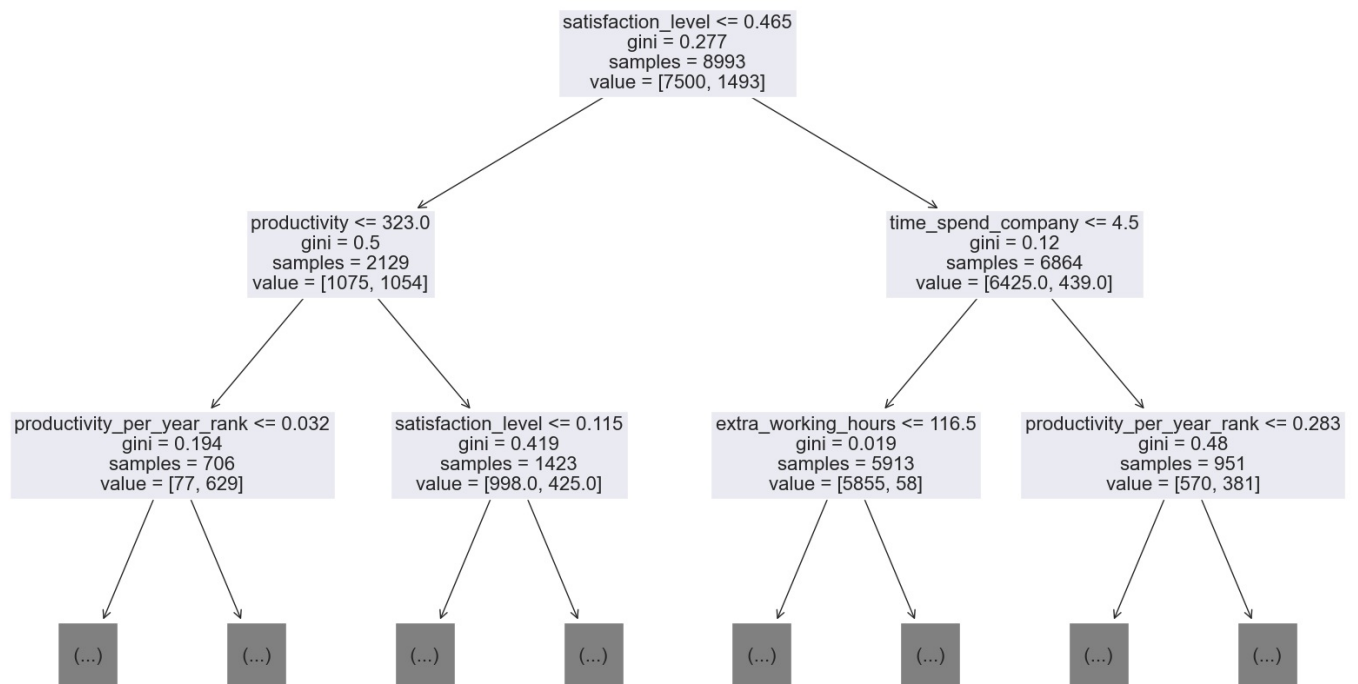 satisfaction_level <= 0.465
gini = 0.277
samples = 8993
value = [7500, 1493]
productivity <= 323.0
gini = 0.5
samples = 2129
value = [1075, 1054]
time_spend_company <= 4.5
gini = 0.12
samples = 6864
value = [6425.0, 439.0]
productivity_per_year_rank <= 0.032
gini = 0.194
samples = 706
value = [77, 629]
satisfaction_level <= 0.115
gini = 0.419
samples = 1423
value = [998.0, 425.0]
extra_working_hours <= 116.5
gini = 0.019
samples = 5913
value = [5855, 58]
productivity_per_year_rank <= 0.283
gini = 0.48
samples = 951
value = [570, 381]
(...)
(...)
(...)
(...)
(...)
(...)
(...)
(...)